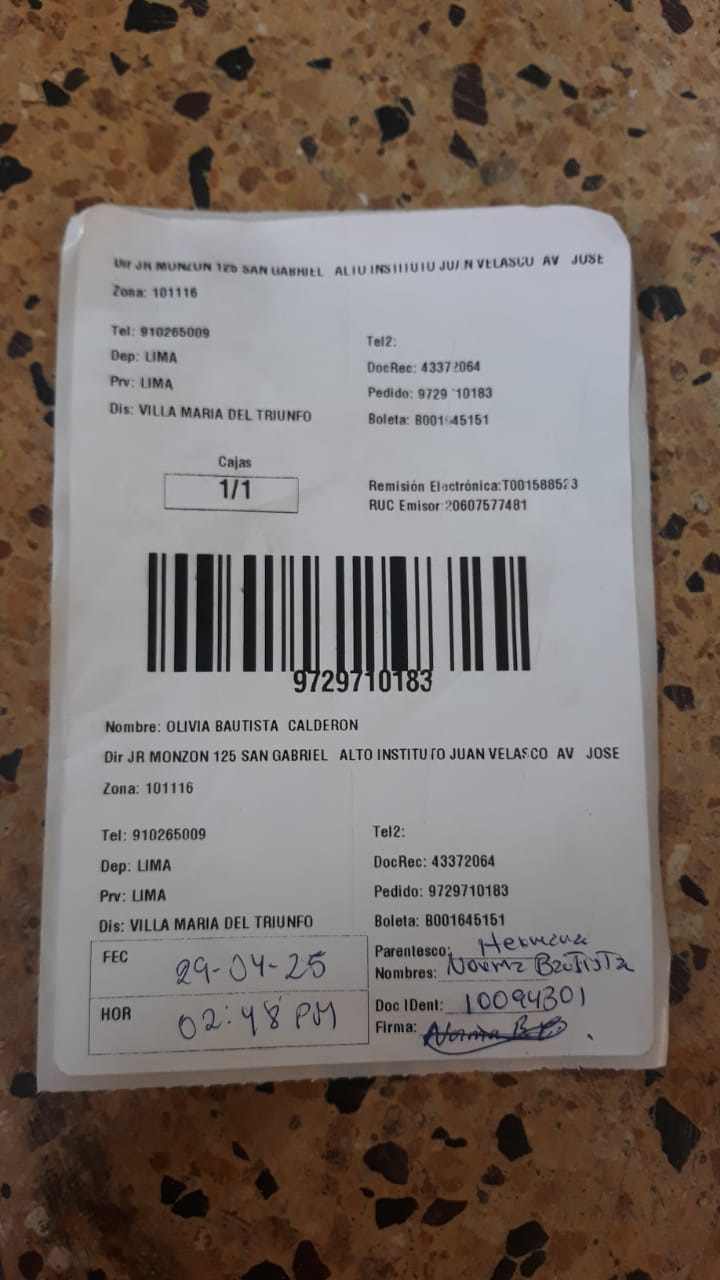 Dir JR MONZON 125 SAN GABRIEL ALTO INSTITUTO JUAN VELASCO AV JOSE
Zona: 101116
Tel: 910265009
Tel2:
Dep: LIMA
DocRec: 43372064
Prv: LIMA
Pedido: 9729 10183
Dis: VILLA MARIA DEL TRIUNFO
Boleta: B001645151
Cajas
1/1
Remisión Electrónica:T001588523
RUC Emisor:20607577481
9729710183
Nombre: OLIVIA BAUTISTA CALDERON
Dir JR MONZON 125 SAN GABRIEL ALTO INSTITUTO JUAN VELASCO AV JOSE
Zona: 101116
Tel: 910265009
Tel2:
Dep: LIMA
DocRec: 43372064
Prv: LIMA
Pedido: 9729710183
Dis: VILLA MARIA DEL TRIUNFO
Boleta: B001645151
FEC 29-04-25
Parentesco: Hermana
Nombres: Norma Bautista
HOR 02:48 PM
Doc IDent: 10094301
Firma: Norma B